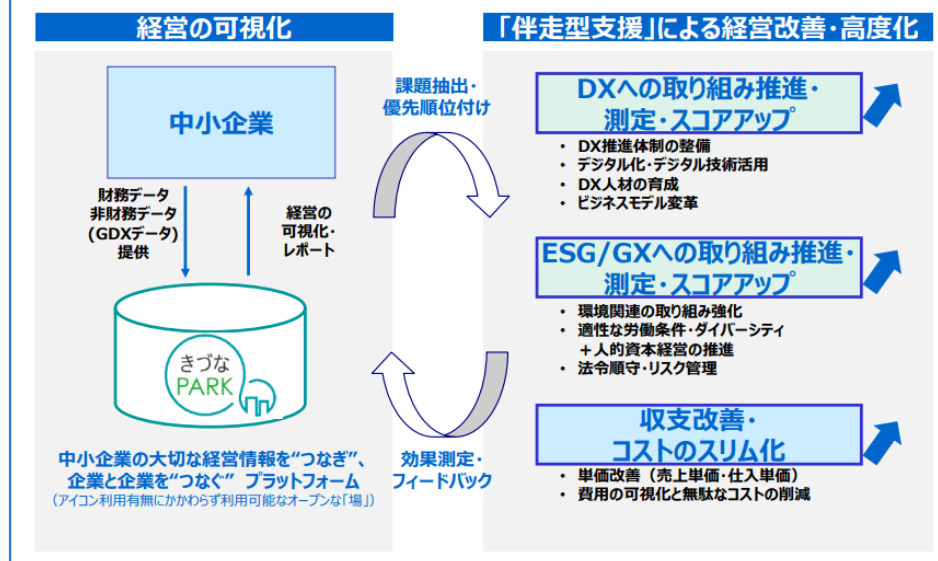 経営の可視化
中小企業
財務データ
非財務データ
(GDXデータ)
提供
経営の
可視化・
レポート
きづな
PARK
中小企業の大切な経営情報を“つなぎ”、
企業と企業を“つなぐ” プラットフォーム
(アイコン利用有無にかかわらず利用可能なオープンな「場」)
課題抽出・
優先順位付け
効果測定・
フィードバック
「伴走型支援」による経営改善・高度化
DXへの取り組み推進・
測定・スコアアップ
• DX推進体制の整備
• デジタル化・デジタル技術活用
• DX人材の育成
• ビジネスモデル変革
ESG/GXへの取り組み推進・
測定・スコアアップ
• 環境関連の取り組み強化
• 適性な労働条件・ダイバーシティ
＋人的資本経営の推進
• 法令順守・リスク管理
収支改善・
コストのスリム化
• 単価改善（売上単価・仕入単価）
• 費用の可視化と無駄なコストの削減